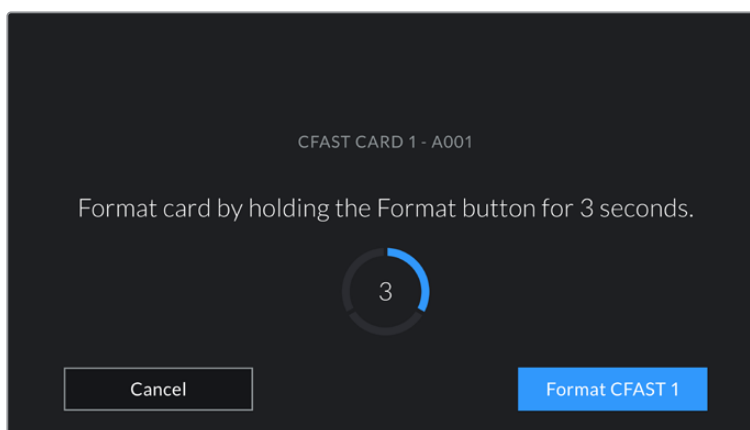 CFAST CARD 1 - A001
Format card by holding the Format button for 3 seconds.
3
Cancel
Format CFAST 1